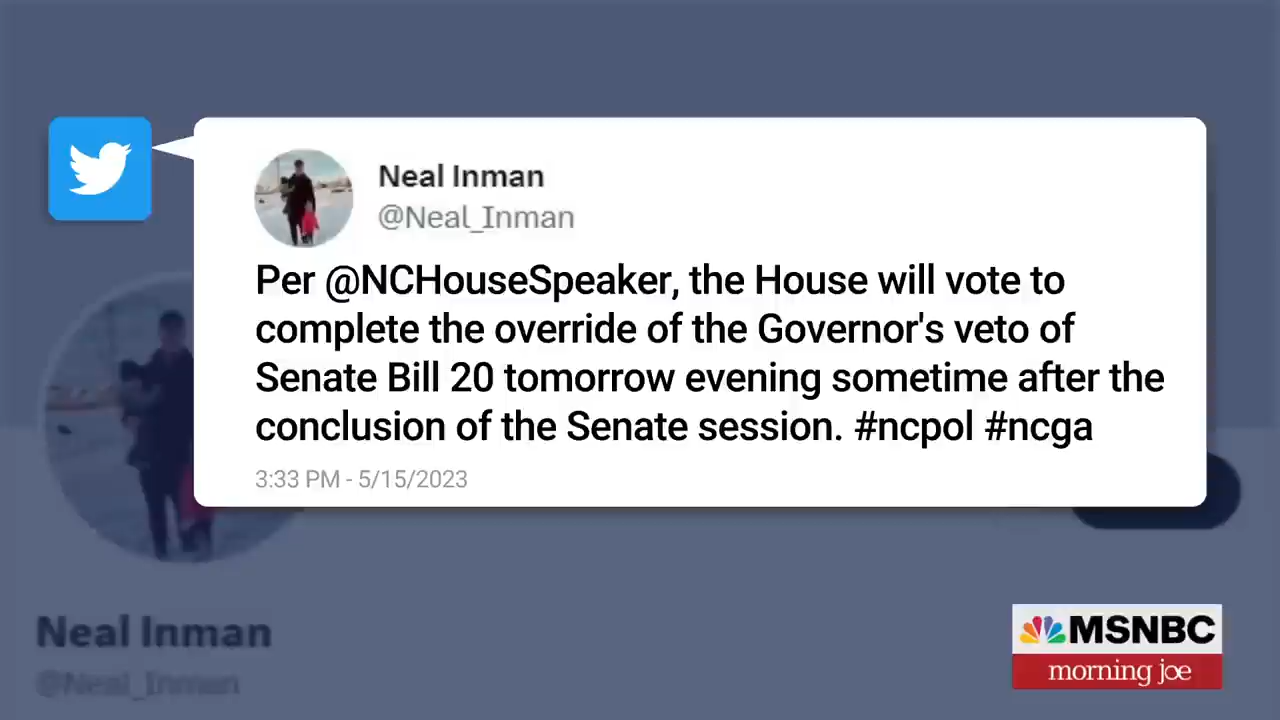 Neal Inman
@Neal_Inman
Per @NCHouseSpeaker, the House will vote to
complete the override of the Governor's veto of
Senate Bill 20 tomorrow evening sometime after the
conclusion of the Senate session. #ncpol #ncga
3:33 PM - 5/15/2023
Neal Inman
@Neal_Inman
MSNBC
morning joe